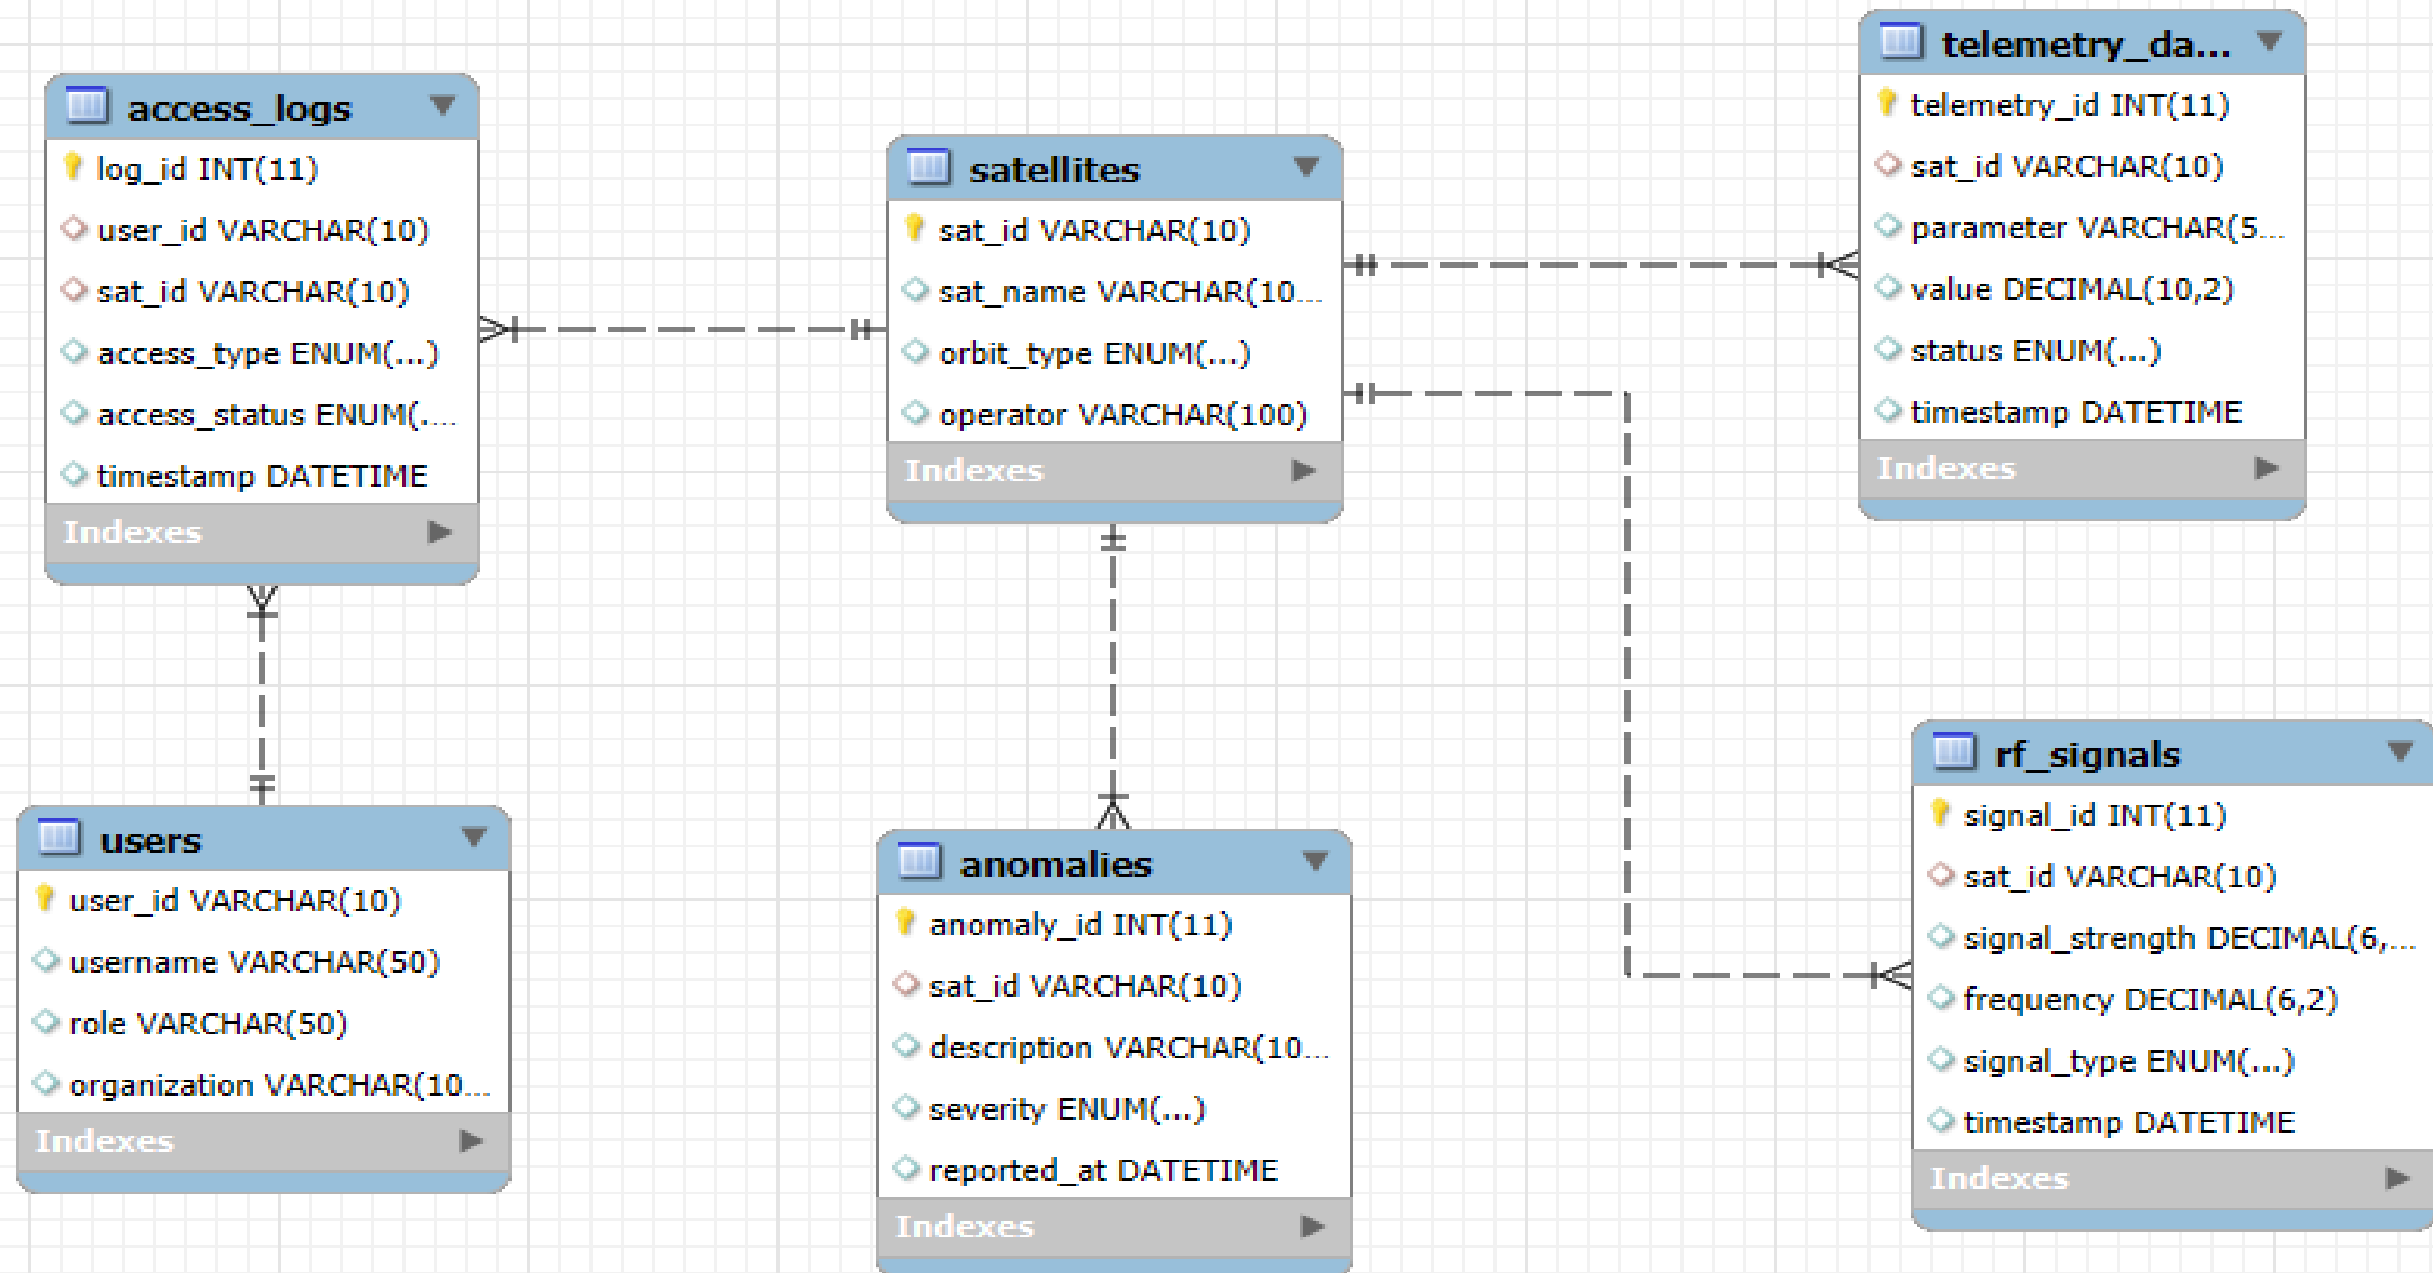 access_logs
log_id INT(11)
user_id VARCHAR(10)
sat_id VARCHAR(10)
access_type ENUM(...)
access_status ENUM(....
timestamp DATETIME
Indexes
satellites
sat_id VARCHAR(10)
sat_name VARCHAR(10...
orbit_type ENUM(...)
operator VARCHAR(100)
Indexes
telemetry_da...
telemetry_id INT(11)
sat_id VARCHAR(10)
parameter VARCHAR(5...
value DECIMAL(10,2)
status ENUM(...)
timestamp DATETIME
Indexes
users
user_id VARCHAR(10)
username VARCHAR(50)
role VARCHAR(50)
organization VARCHAR(10...
Indexes
anomalies
anomaly_id INT(11)
sat_id VARCHAR(10)
description VARCHAR(10...
severity ENUM(...)
reported_at DATETIME
Indexes
rf_signals
signal_id INT(11)
sat_id VARCHAR(10)
signal_strength DECIMAL(6,...
frequency DECIMAL(6,2)
signal_type ENUM(...)
timestamp DATETIME
Indexes